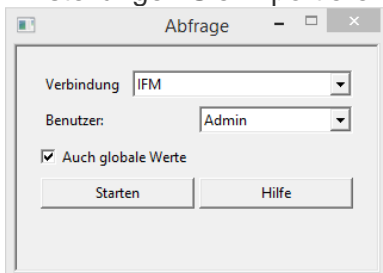 Abfrage
Verbindung IFM
Benutzer: Admin
Auch globale Werte
Starten Hilfe